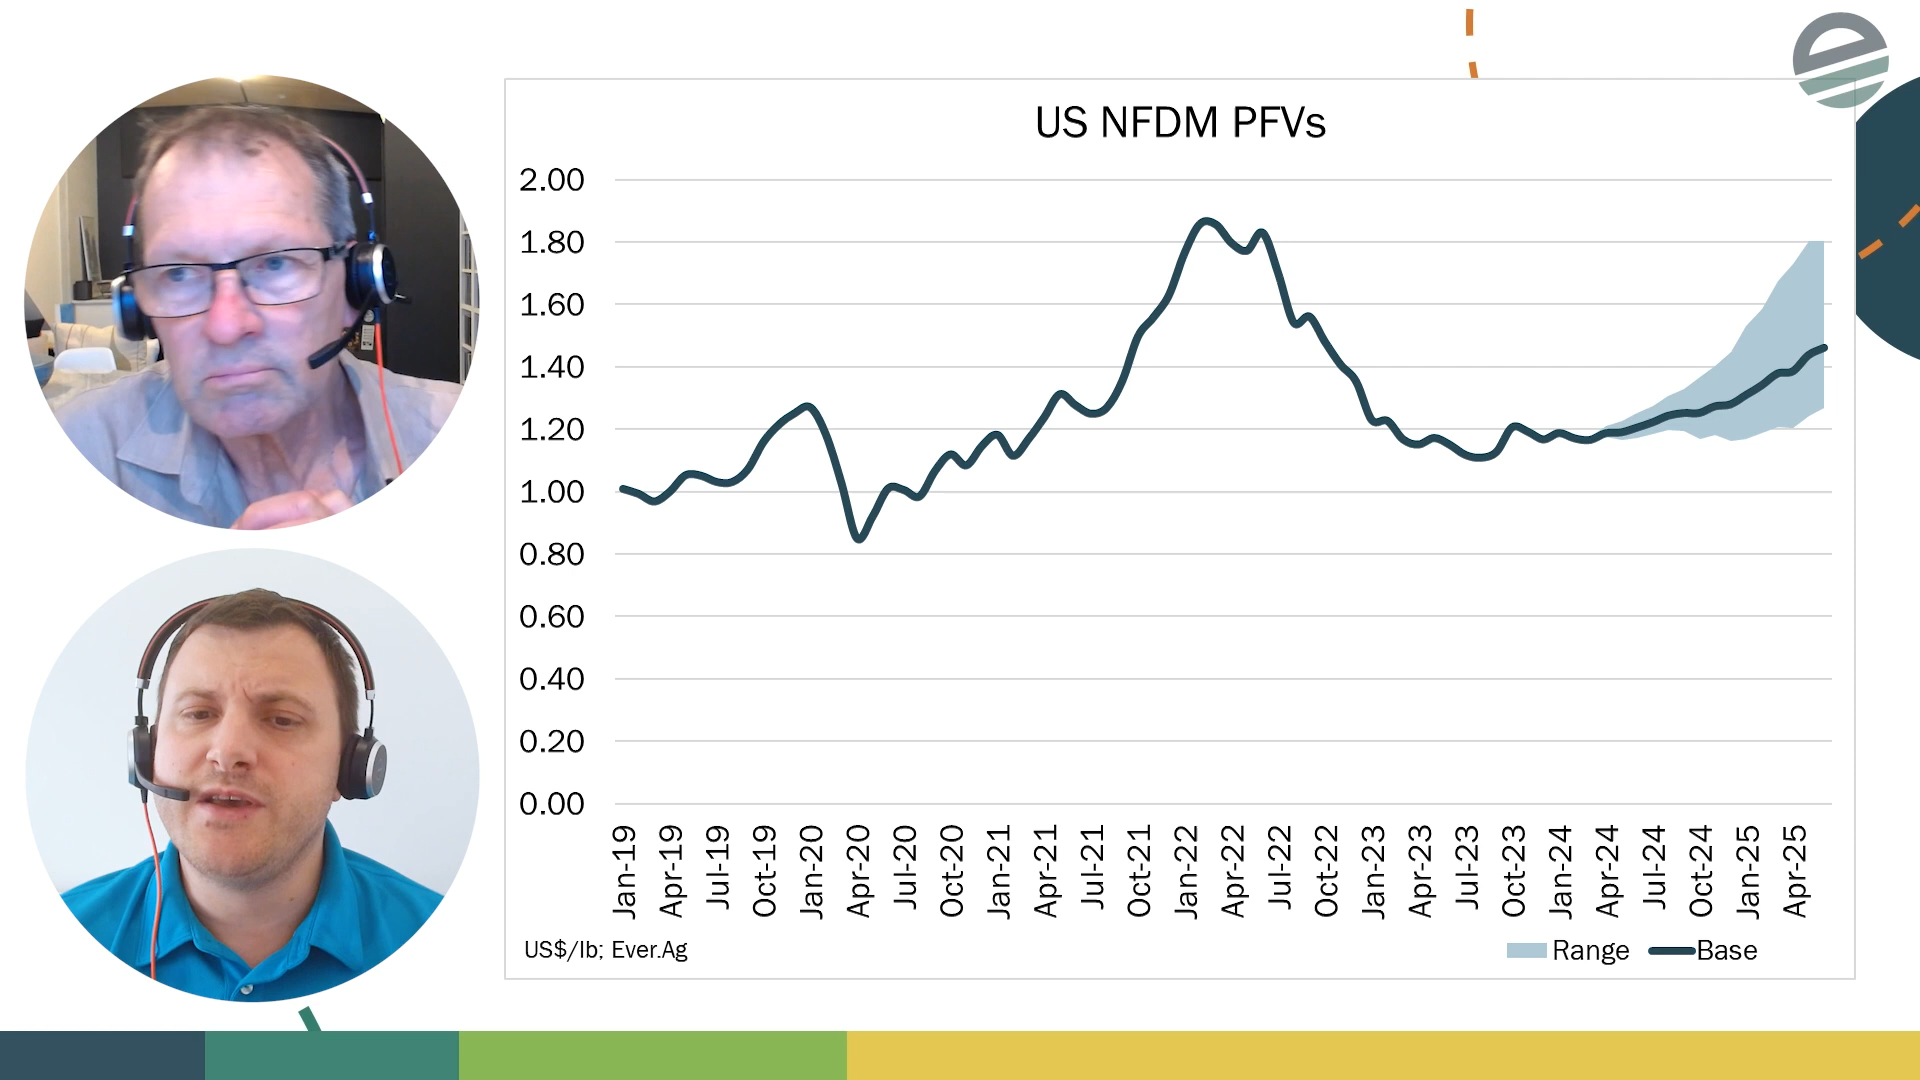 US NFDM PFVs
2.00
1.80
1.60
1.40
1.20
1.00
0.80
0.60
0.40
0.20
0.00
Jan-19
Apr-19
Jul-19
Oct-19
Jan-20
Apr-20
Jul-20
Oct-20
Jan-21
Apr-21
Jul-21
Oct-21
Jan-22
Apr-22
Jul-22
Oct-22
Jan-23
Apr-23
Jul-23
Oct-23
Jan-24
Apr-24
Jul-24
Oct-24
Jan-25
Apr-25
US$/lb; Ever.Ag
Range
Base